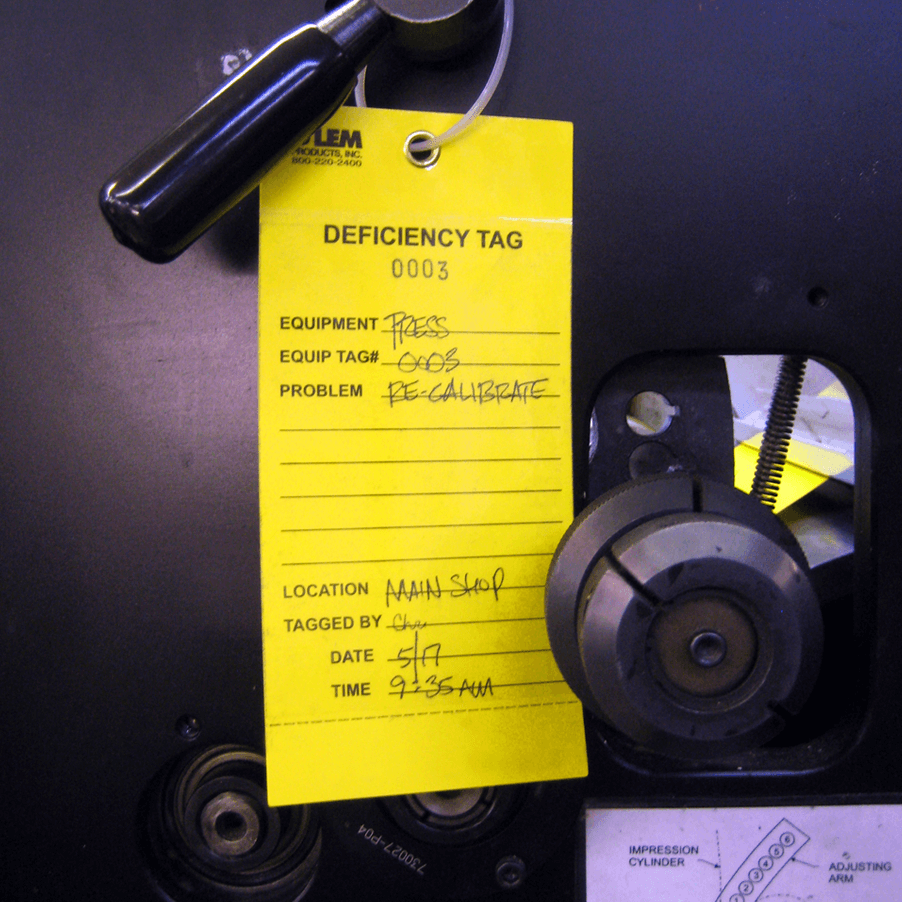 LEM
PRODUCTS, INC.
800-220-2400
DEFICIENCY TAG
0003
EQUIPMENT PRESS
EQUIP TAG# 0003
PROBLEM RE-CALIBRATE
LOCATION MAIN SHOP
TAGGED BY
DATE 5/17
TIME 9:35 AM
730027-P04
IMPRESSION
CYLINDER
ADJUSTING
ARM
6
5
4
3
2
1